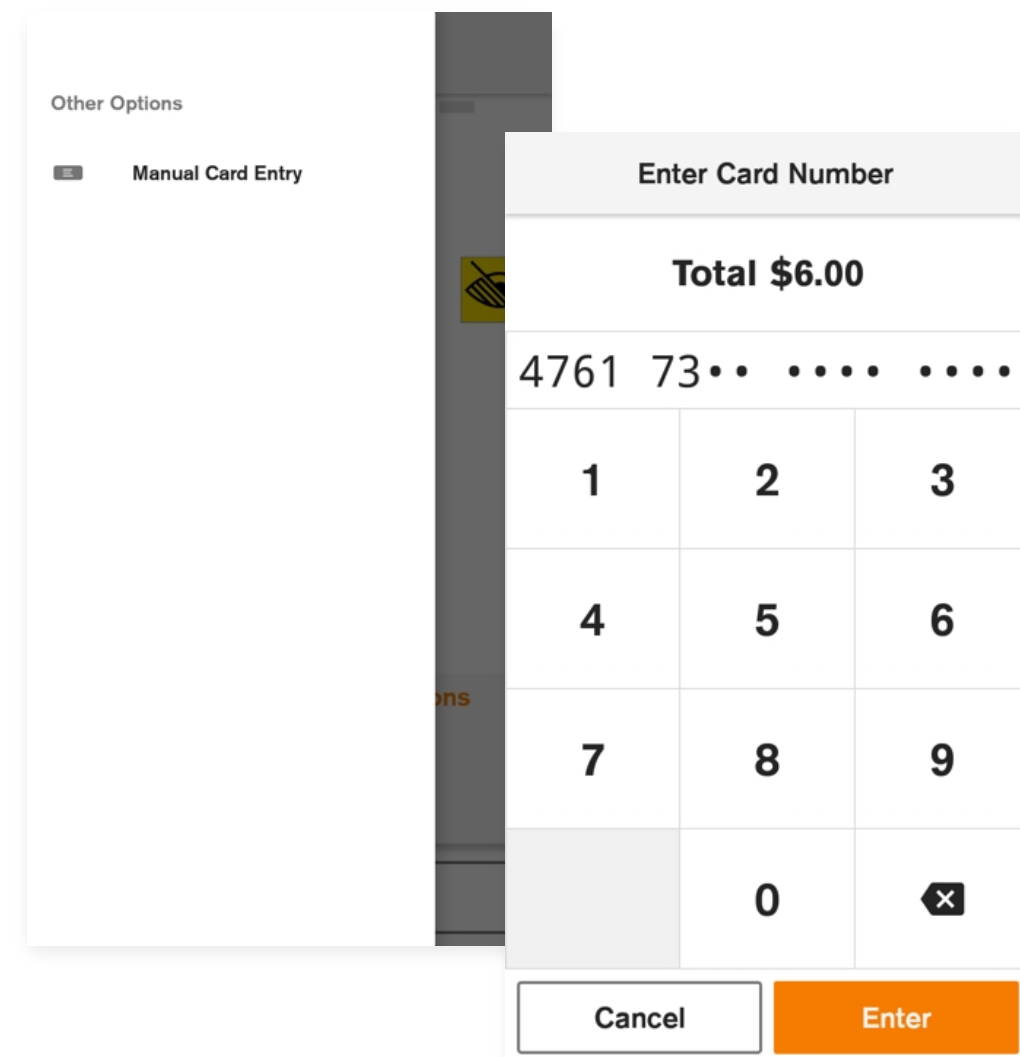 Other Options
Manual Card Entry
ons
Enter Card Number
Total $6.00
4761 73•• •••• ••••
1 2 3
4 5 6
7 8 9
0
Cancel Enter